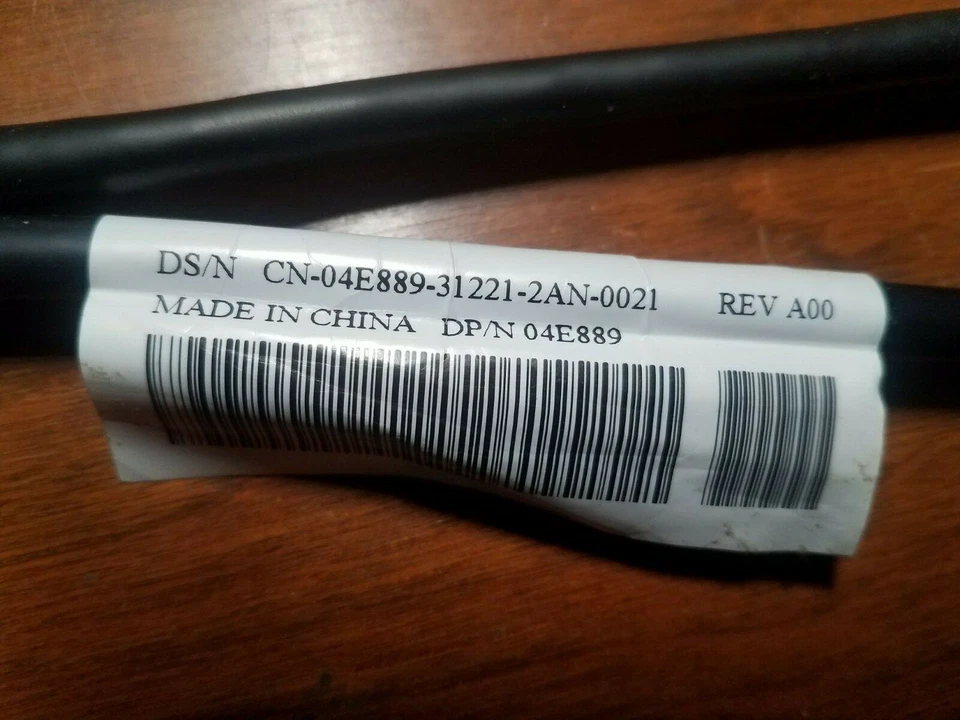 DS/N CN-04E889-31221-2AN-0021 REV A00
MADE IN CHINA DP/N 04E889